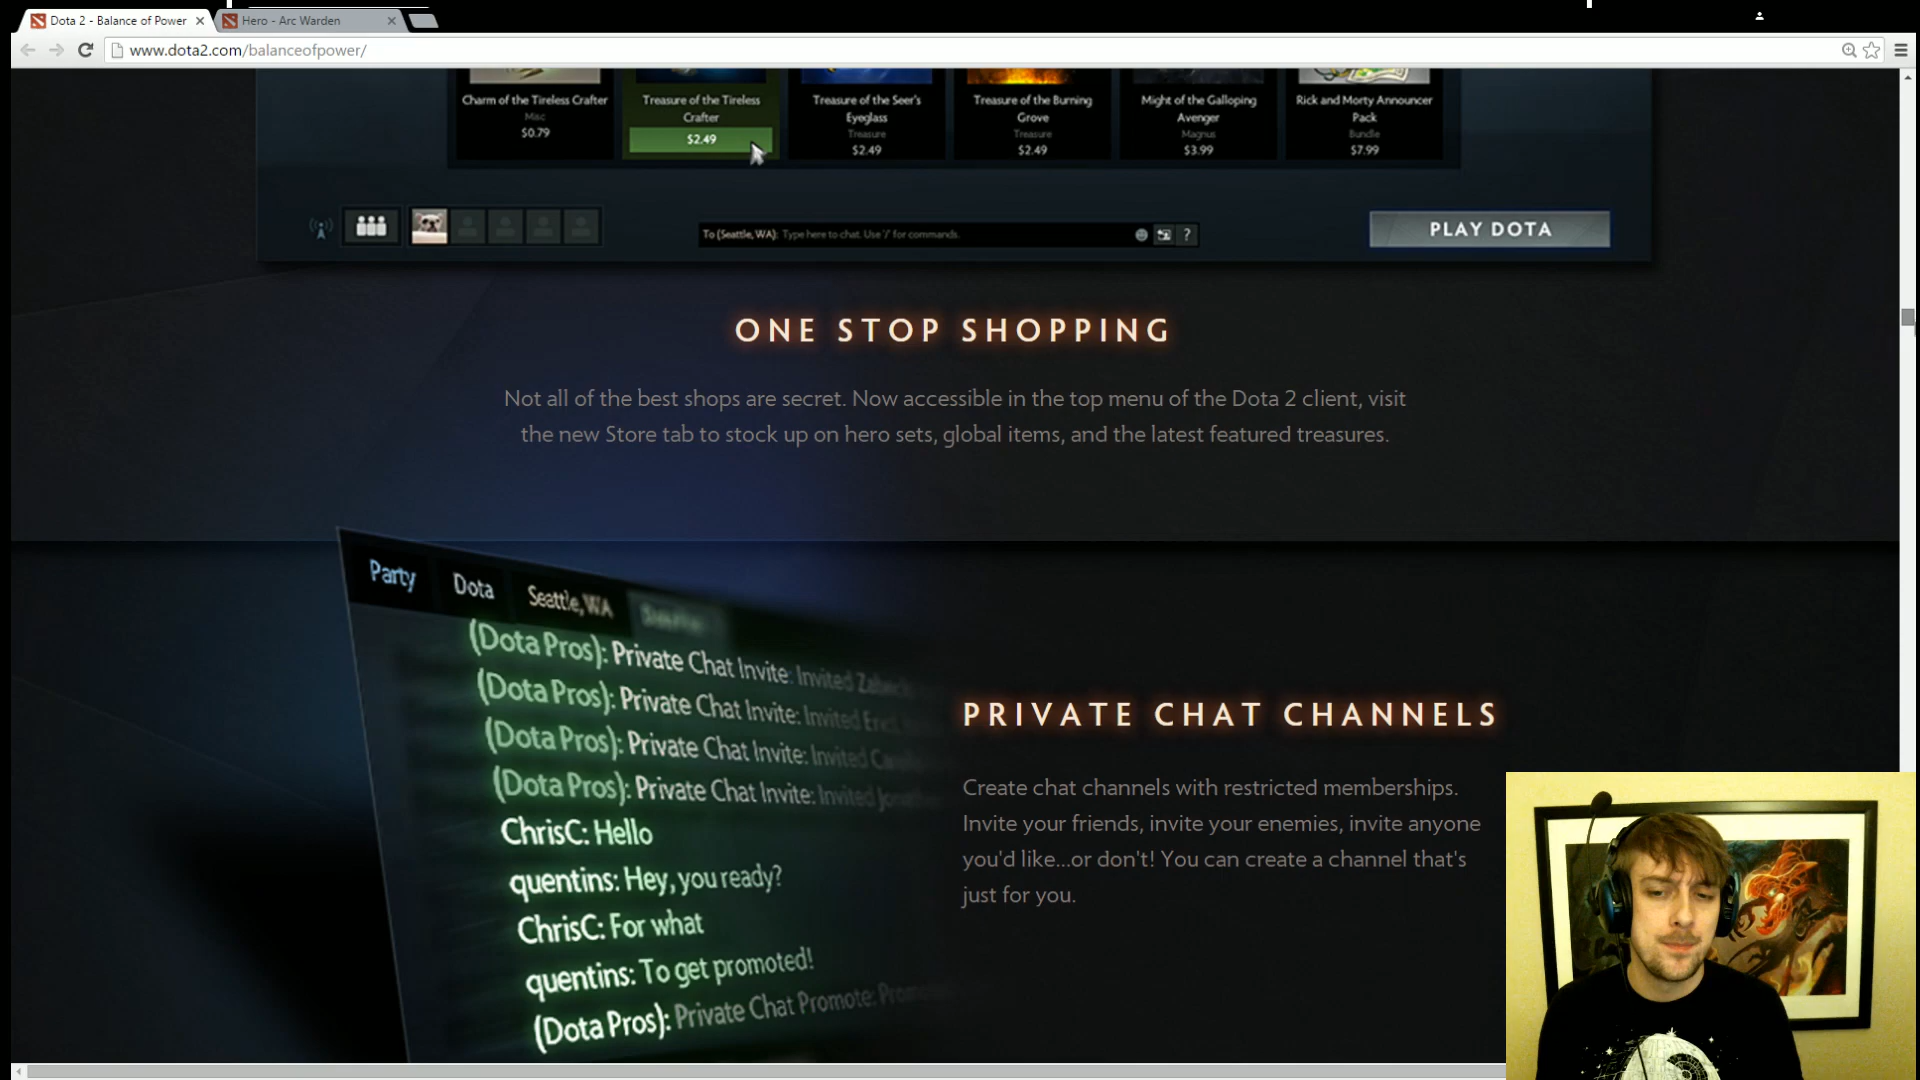 Dota 2 - Balance of Power
Hero - Arc Warden
www.dota2.com/balanceofpower/
Charm of the Tireless Crafter
Misc
$0.79
Treasure of the Tireless
Crafter
$2.49
Treasure of the Seer's
Eyeglass
Treasure
$2.49
Treasure of the Burning
Grove
Treasure
$2.49
Might of the Galloping
Avenger
Magnus
$3.99
Rick and Morty Announcer
Pack
Bundle
$7.99
To (Seattle, WA): Type here to chat. Use '/' for commands.
?
PLAY DOTA
ONE STOP SHOPPING
Not all of the best shops are secret. Now accessible in the top menu of the Dota 2 client, visit
the new Store tab to stock up on hero sets, global items, and the latest featured treasures.
Party Dota Seattle, WA
(Dota Pros): Private Chat Invite: Invited
(Dota Pros): Private Chat Invite: Invited
(Dota Pros): Private Chat Invite: Invited
(Dota Pros): Private Chat Invite: Invited
ChrisC: Hello
quentins: Hey, you ready?
ChrisC: For what
quentins: To get promoted!
(Dota Pros): Private Chat Promote:
PRIVATE CHAT CHANNELS
Create chat channels with restricted memberships.
Invite your friends, invite your enemies, invite anyone
you'd like...or don't! You can create a channel that's
just for you.